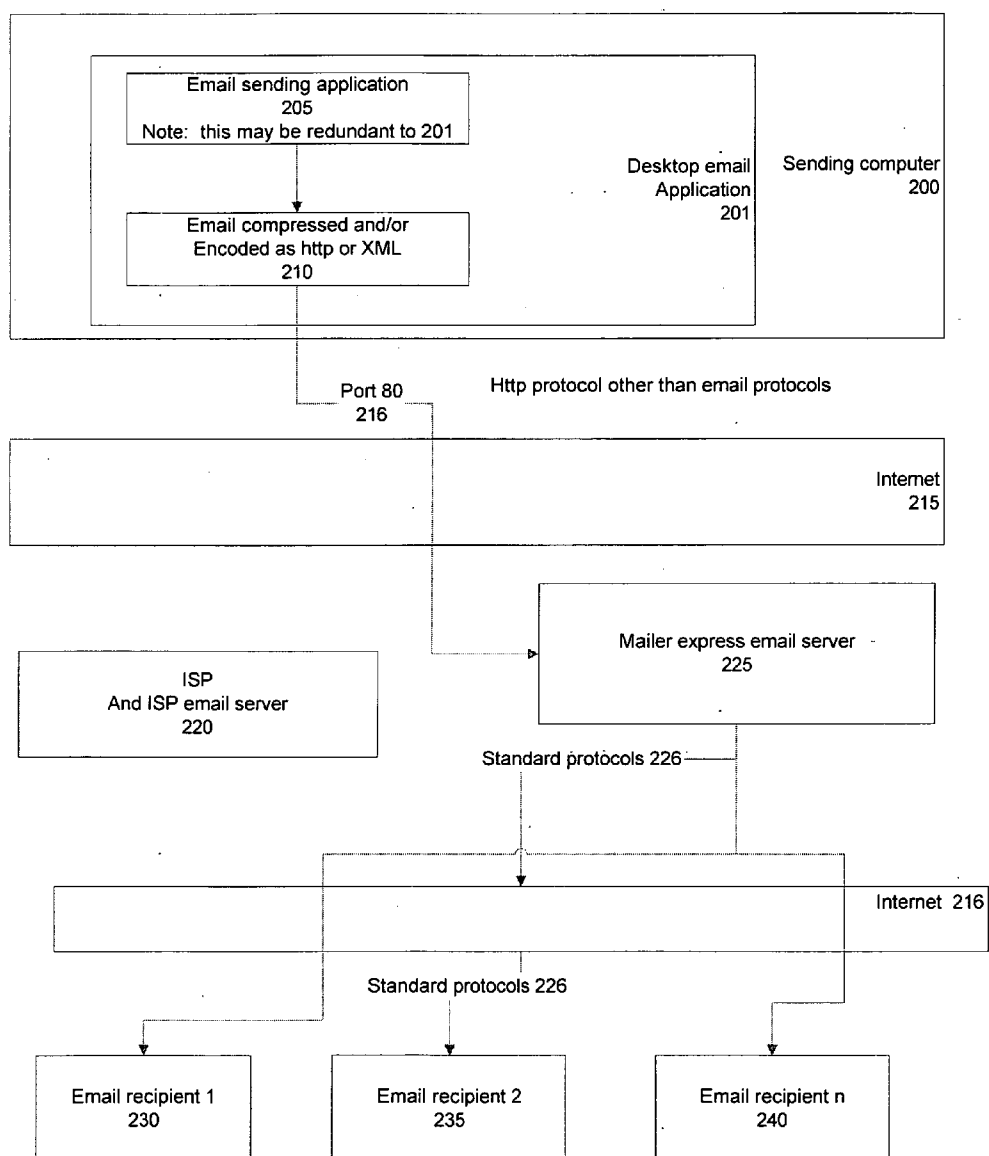 Email sending application
205
Note: this may be redundant to 201
Desktop email
Application
201
Sending computer
200
Email compressed and/or
Encoded as http or XML
210
Port 80
216
Http protocol other than email protocols
Internet
215
Mailer express email server
225
ISP
And ISP email server
220
Standard protocols 226
Internet 216
Standard protocols 226
Email recipient 1
230
Email recipient 2
235
Email recipient n
240